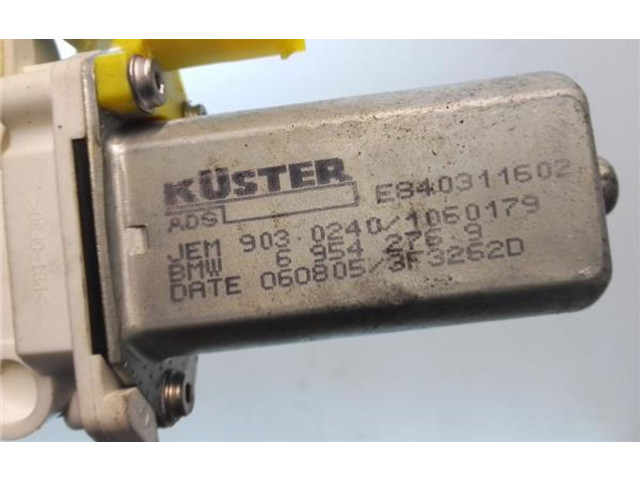 KÜSTER E840311602
ADS
JEM 903 0240/1060179
BMW 6 954 276.9
DATE 060805/3F3262D